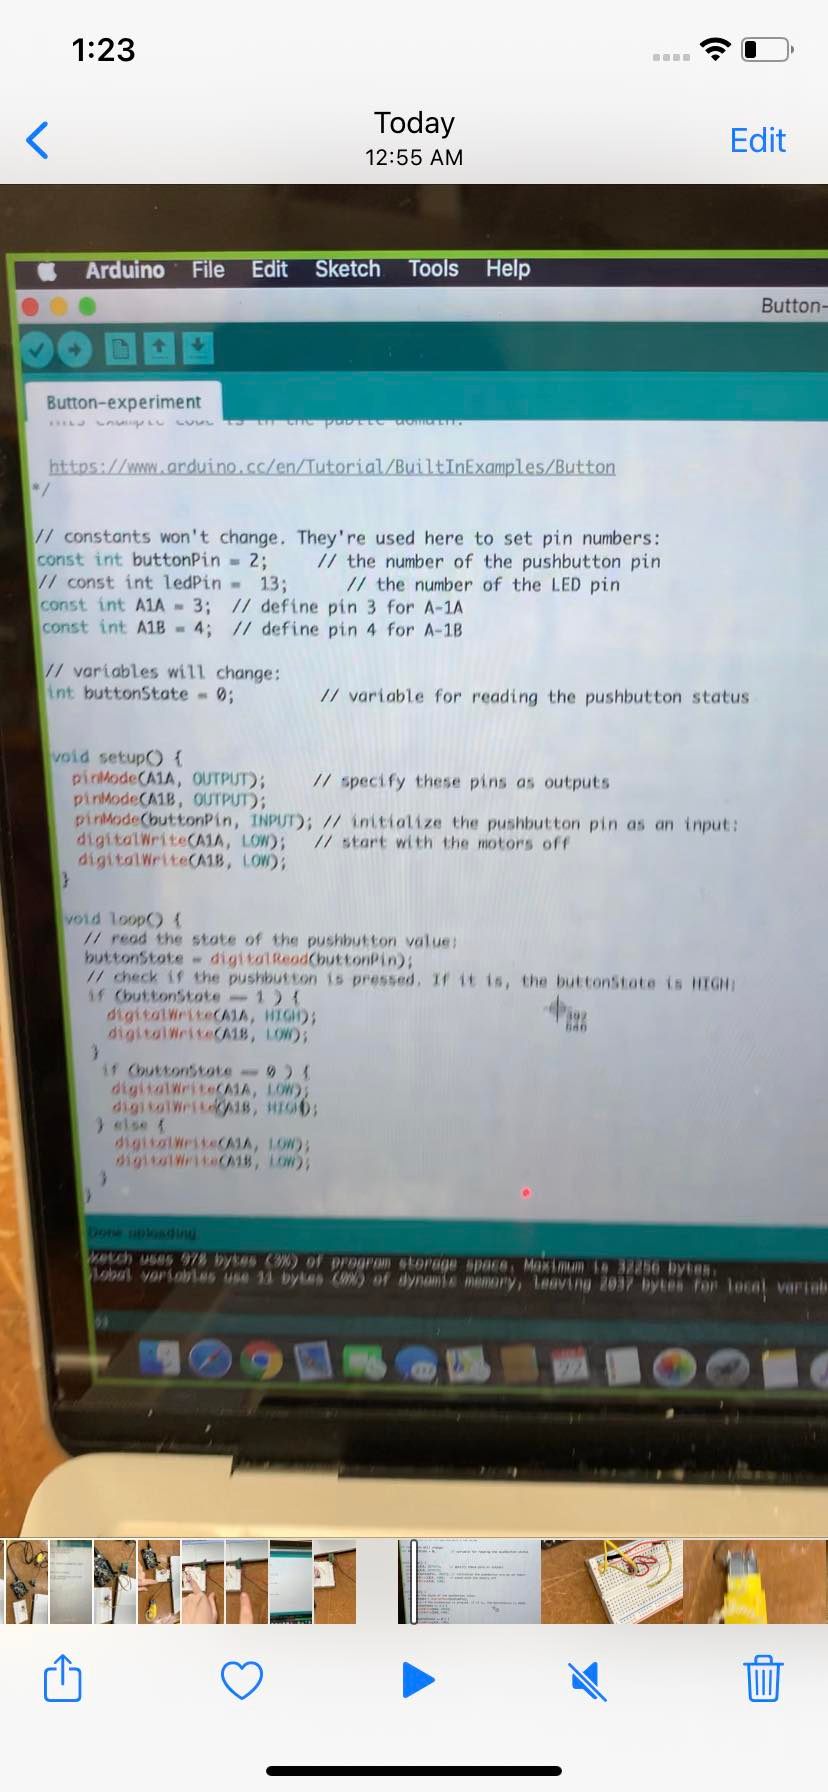 1:23
Today
12:55 AM
Edit
Arduino File Edit Sketch Tools Help
Button-
Button-experiment
This example code is in the public domain.
https://www.arduino.cc/en/Tutorial/BuiltInExamples/Button
*/
// constants won't change. They're used here to set pin numbers:
const int buttonPin = 2; // the number of the pushbutton pin
// const int ledPin = 13; // the number of the LED pin
const int A1A = 3; // define pin 3 for A-1A
const int A1B = 4; // define pin 4 for A-1B
// variables will change:
int buttonState = 0; // variable for reading the pushbutton status
void setup() {
pinMode(A1A, OUTPUT); // specify these pins as outputs
pinMode(A1B, OUTPUT);
pinMode(buttonPin, INPUT); // initialize the pushbutton pin as an input:
digitalWrite(A1A, LOW); // start with the motors off
digitalWrite(A1B, LOW);
}
void loop() {
// read the state of the pushbutton value:
buttonState = digitalRead(buttonPin);
// check if the pushbutton is pressed. If it is, the buttonState is HIGH:
if (buttonState == 1 ) {
digitalWrite(A1A, HIGH);
digitalWrite(A1B, LOW);
}
if (buttonState == 0 ) {
digitalWrite(A1A, LOW);
digitalWrite(A1B, HIGH);
} else {
digitalWrite(A1A, LOW);
digitalWrite(A1B, LOW);
}
}
Done uploading.
ketch uses 978 bytes (3%) of program storage space. Maximum is 32256 bytes.
lobal variables use 11 bytes (0%) of dynamic memory, leaving 2037 bytes for local variab